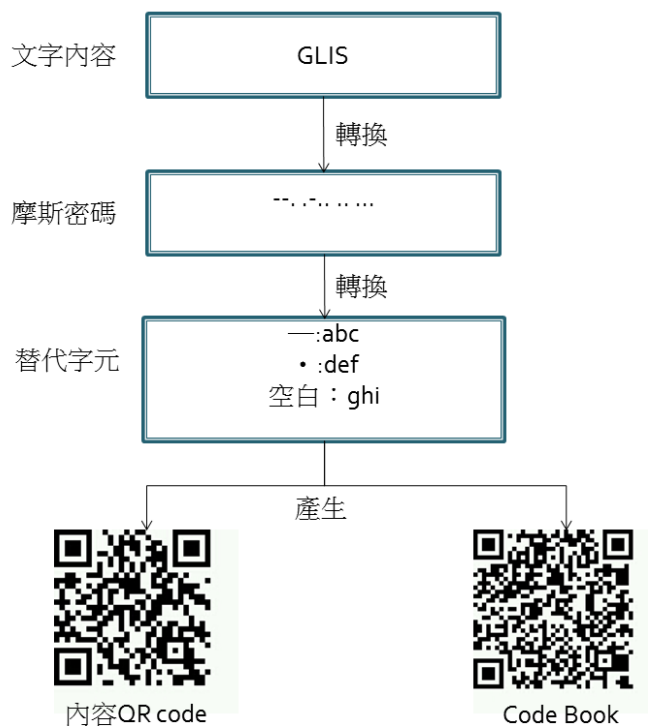 文字內容
GLIS
轉換
摩斯密碼
--. .-.. .. ...
轉換
替代字元
—:abc
•:def
空白：ghi
產生
內容QR code
Code Book